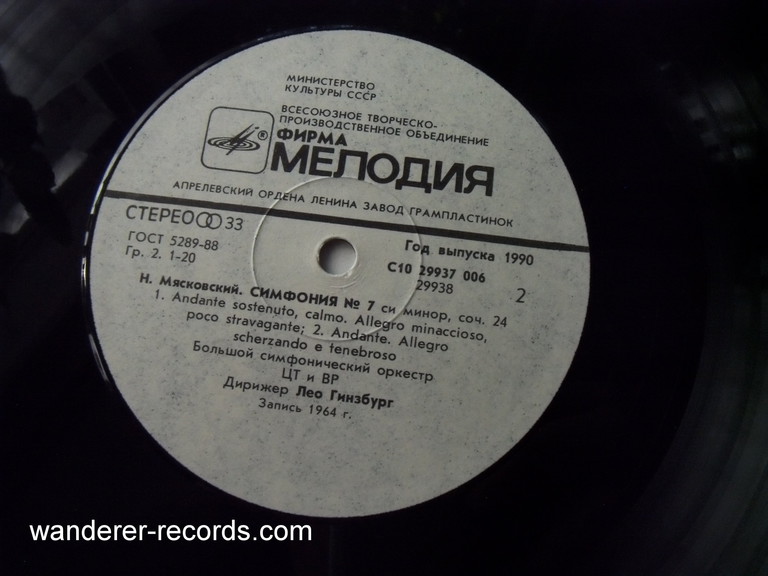 МИНИСТЕРСТВО
КУЛЬТУРЫ СССР
ВСЕСОЮЗНОЕ ТВОРЧЕСКО-
ПРОИЗВОДСТВЕННОЕ ОБЪЕДИНЕНИЕ
®
ФИРМА
МЕЛОДИЯ
АПРЕЛЕВСКИЙ ОРДЕНА ЛЕНИНА ЗАВОД ГРАМПЛАСТИНОК
СТЕРЕО 33
ГОСТ 5289-88
Гр. 2. 1-20
Год выпуска 1990
С10 29937 006
29938
2
Н. Мясковский. СИМФОНИЯ № 7 си минор, соч. 24
1. Andante sostenuto, calmo. Allegro minaccioso,
poco stravagante; 2. Andante. Allegro
scherzando e tenebroso
Большой симфонический оркестр
ЦТ и ВР
Дирижер Лео Гинзбург
Запись 1964 г.
wanderer-records.com